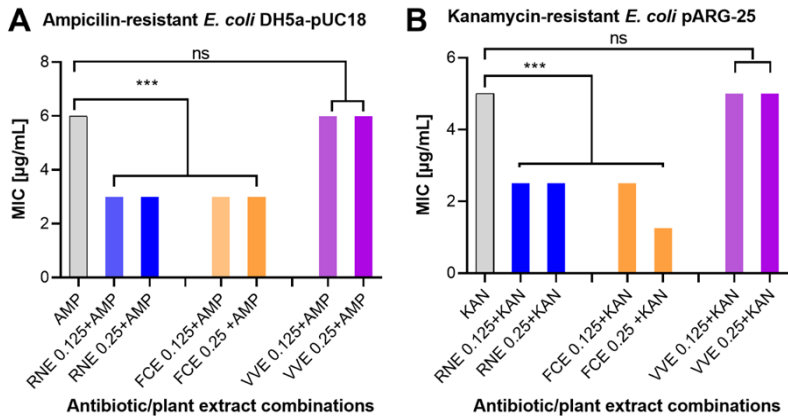 A Ampicilin-resistant E. coli DH5a-pUC18
ns
***
MIC [µg/mL]
8
6
4
2
0
AMP
RNE 0.125+AMP
RNE 0.25+AMP
FCE 0.125+AMP
FCE 0.25 +AMP
VVE 0.125+AMP
VVE 0.25+AMP
Antibiotic/plant extract combinations
B Kanamycin-resistant E. coli pARG-25
ns
***
MIC [µg/mL]
6
4
2
0
KAN
RNE 0.125+KAN
RNE 0.25+KAN
FCE 0.125+KAN
FCE 0.25 +KAN
VVE 0.125+KAN
VVE 0.25+KAN
Antibiotic/plant extract combinations